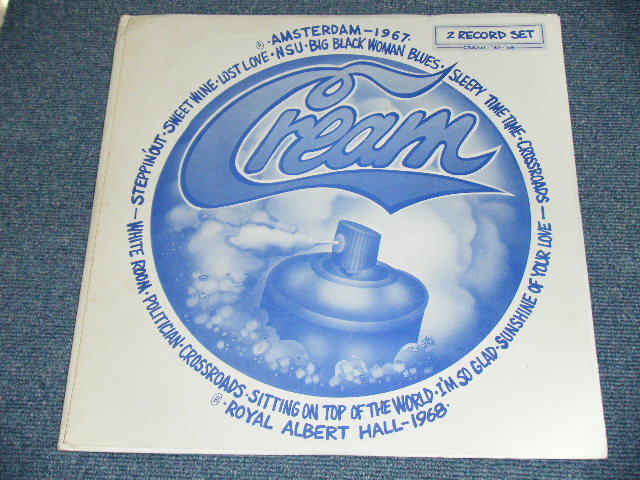 2 RECORD SET
CREAM - '67 - '68
Ⓐ · AMSTERDAM - 1967 ·
STEPPIN' OUT · SWEET WINE · LOST LOVE · NSU · BIG BLACK WOMAN BLUES · SLEEPY TIME TIME · CROSSROADS —
Cream
WHITE ROOM · POLITICIAN · CROSSROADS · SITTING ON TOP OF THE WORLD · I'M SO GLAD · SUNSHINE OF YOUR LOVE —
Ⓑ · ROYAL ALBERT HALL - 1968 ·